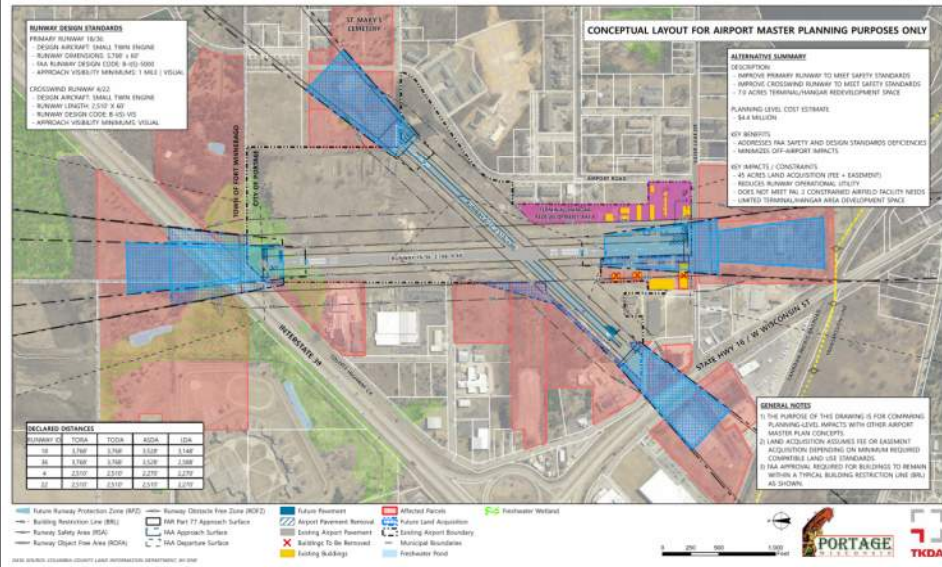 CONCEPTUAL LAYOUT FOR AIRPORT MASTER PLANNING PURPOSES ONLY
RUNWAY DESIGN STANDARDS
PRIMARY RUNWAY 18/36
- DESIGN AIRCRAFT: SMALL TWIN ENGINE
- RUNWAY DIMENSIONS: 3,768' x 60'
- FAA RUNWAY DESIGN CODE: B-I(S)-5000
- APPROACH VISIBILITY MINIMUMS: 1 MILE | VISUAL
CROSSWIND RUNWAY 4/22
- DESIGN AIRCRAFT: SMALL TWIN ENGINE
- RUNWAY LENGTH: 2,510' X 60'
- RUNWAY DESIGN CODE: B-I(S)-VIS
- APPROACH VISIBILITY MINIMUMS: VISUAL
ST. MARY'S
CEMETERY
ALTERNATIVE SUMMARY
DESCRIPTION
- IMPROVE PRIMARY RUNWAY TO MEET SAFETY STANDARDS
- IMPROVE CROSSWIND RUNWAY TO MEET SAFETY STANDARDS
- 7.0 ACRES TERMINAL/HANGAR REDEVELOPMENT SPACE
PLANNING-LEVEL COST ESTIMATE
- $4.4 MILLION
KEY BENEFITS
- ADDRESSES FAA SAFETY AND DESIGN STANDARDS DEFICIENCIES
- MINIMIZES OFF-AIRPORT IMPACTS
KEY IMPACTS / CONSTRAINTS
- 45 ACRES LAND ACQUISITION (FEE + EASEMENT)
- REDUCES RUNWAY OPERATIONAL UTILITY
- DOES NOT MEET PAL 2 CONSTRAINED AIRFIELD FACILITY NEEDS
- LIMITED TERMINAL/HANGAR AREA DEVELOPMENT SPACE
TOWN OF FORT WINNEBAGO
CITY OF PORTAGE
AIRPORT ROAD
INTERSTATE 39
STATE HWY 16 / W WISCONSIN ST
DECLARED DISTANCES
RUNWAY ID TORA TODA ASDA LDA
18 3,768' 3,768' 3,528' 3,148'
36 3,768' 3,768' 3,528'
4 2,510' 2,510' 2,270' 2,270'
22 2,510' 2,510' 2,510' 2,270'
GENERAL NOTES
1) THE PURPOSE OF THIS DRAWING IS FOR COMPARING
PLANNING-LEVEL IMPACTS WITH OTHER AIRPORT
MASTER PLAN CONCEPTS.
2) LAND ACQUISITION ASSUMES FEE OR EASEMENT
ACQUISITION DEPENDING ON MINIMUM REQUIRED
COMPATIBLE LAND USE STANDARDS.
3) FAA APPROVAL REQUIRED FOR BUILDINGS TO REMAIN
WITHIN A TYPICAL BUILDING RESTRICTION LINE (BRL)
AS SHOWN.
Future Runway Protection Zone (RPZ)
Building Restriction Line (BRL)
Runway Safety Area (RSA)
Runway Object Free Area (ROFA)
Runway Obstacle Free Zone (ROFZ)
FAR Part 77 Approach Surface
FAA Approach Surface
FAA Departure Surface
Future Pavement
Airport Pavement Removal
Existing Airport Pavement
Buildings To Be Removed
Existing Buildings
Affected Parcels
Future Land Acquisition
Existing Airport Boundary
Municipal Boundaries
Freshwater Pond
Freshwater Wetland
0 250 500 1,000
Feet
PORTAGE
WISCONSIN
TKDA